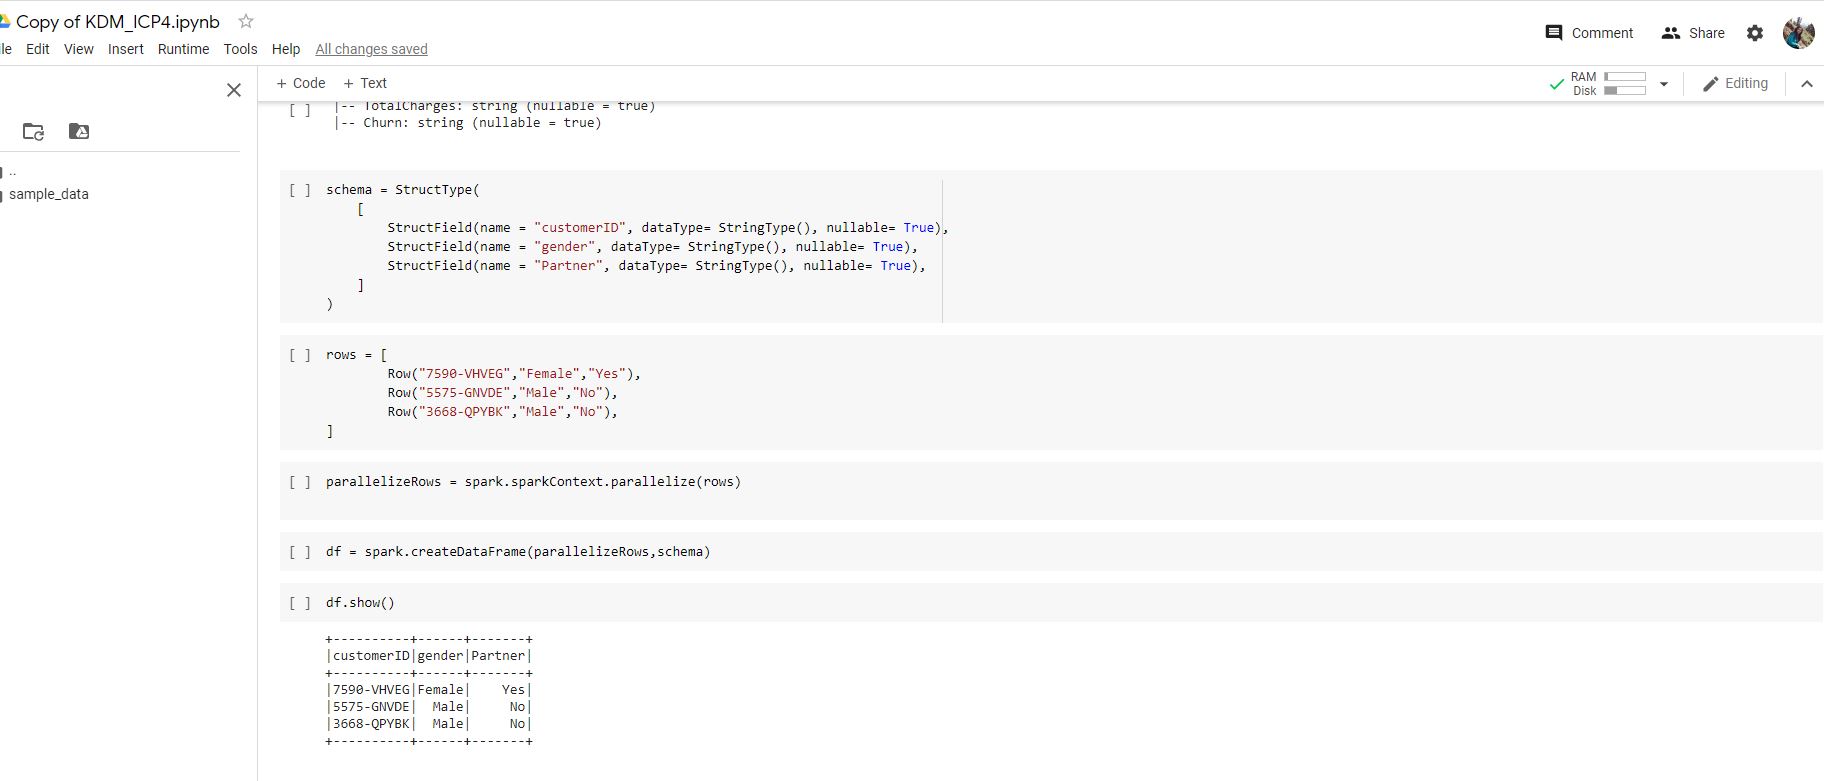 Copy of KDM_ICP4.ipynb
Edit View Insert Runtime Tools Help All changes saved
Comment Share
+ Code + Text
RAM
Disk
Editing
..
sample_data
[ ] |-- TotalCharges: string (nullable = true)
|-- Churn: string (nullable = true)
[ ] schema = StructType(
[
StructField(name = "customerID", dataType= StringType(), nullable= True),
StructField(name = "gender", dataType= StringType(), nullable= True),
StructField(name = "Partner", dataType= StringType(), nullable= True),
]
)
[ ] rows = [
Row("7590-VHVEG","Female","Yes"),
Row("5575-GNVDE","Male","No"),
Row("3668-QPYBK","Male","No"),
]
[ ] parallelizeRows = spark.sparkContext.parallelize(rows)
[ ] df = spark.createDataFrame(parallelizeRows,schema)
[ ] df.show()
+----------+------+-------+
|customerID|gender|Partner|
+----------+------+-------+
|7590-VHVEG|Female|    Yes|
|5575-GNVDE|  Male|     No|
|3668-QPYBK|  Male|     No|
+----------+------+-------+